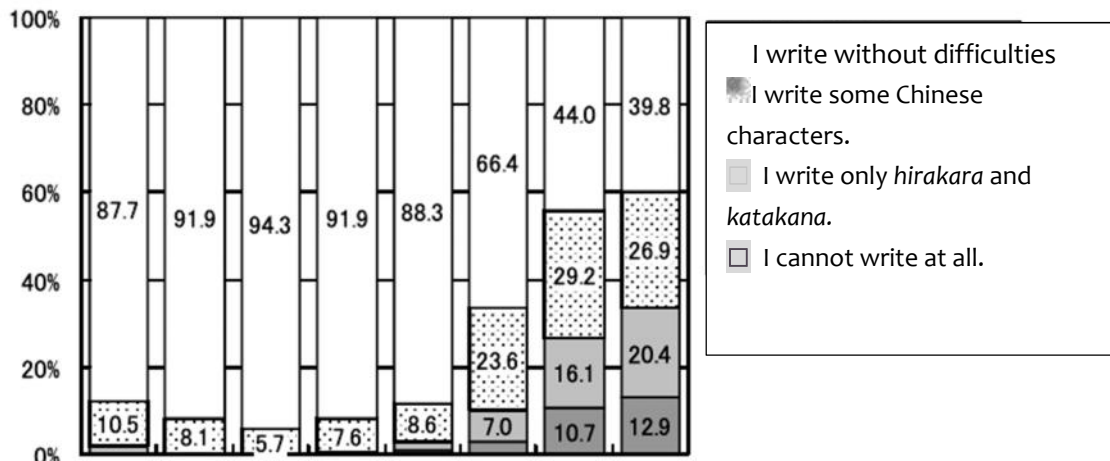 100%
80%
60%
40%
20%
0%
87.7 91.9 94.3 91.9 88.3 66.4 44.0 39.8
10.5 8.1 5.7 7.6 8.6 23.6 29.2 26.9
7.0 16.1 20.4
10.7 12.9
I write without difficulties
I write some Chinese
characters.
I write only hirakara and
katakana.
I cannot write at all.